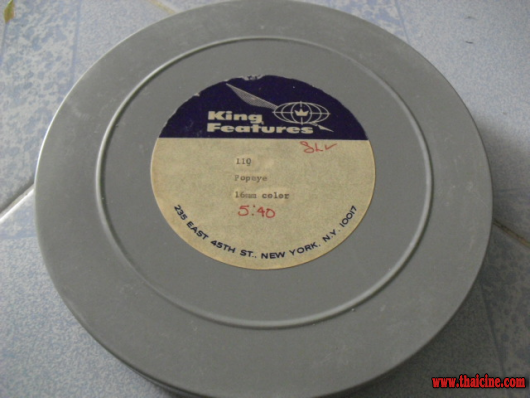 King
Features
110
Popeye
16mm color
5:40
235 EAST 45TH ST., NEW YORK, N.Y. 10017
www.thaicine.com